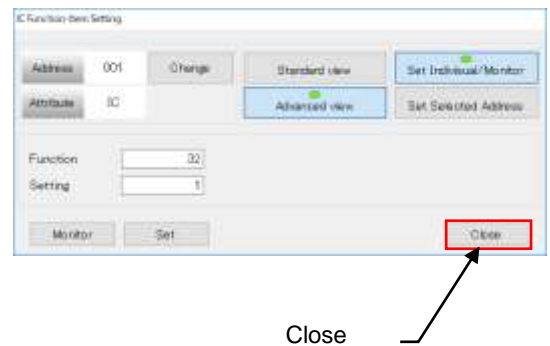 IC Function Item Setting
Address 001 Change Standard view Set Individual/Monitor
Attribute IC Advanced view Set Selected Address
Function 32
Setting 1
Monitor Set Close
Close